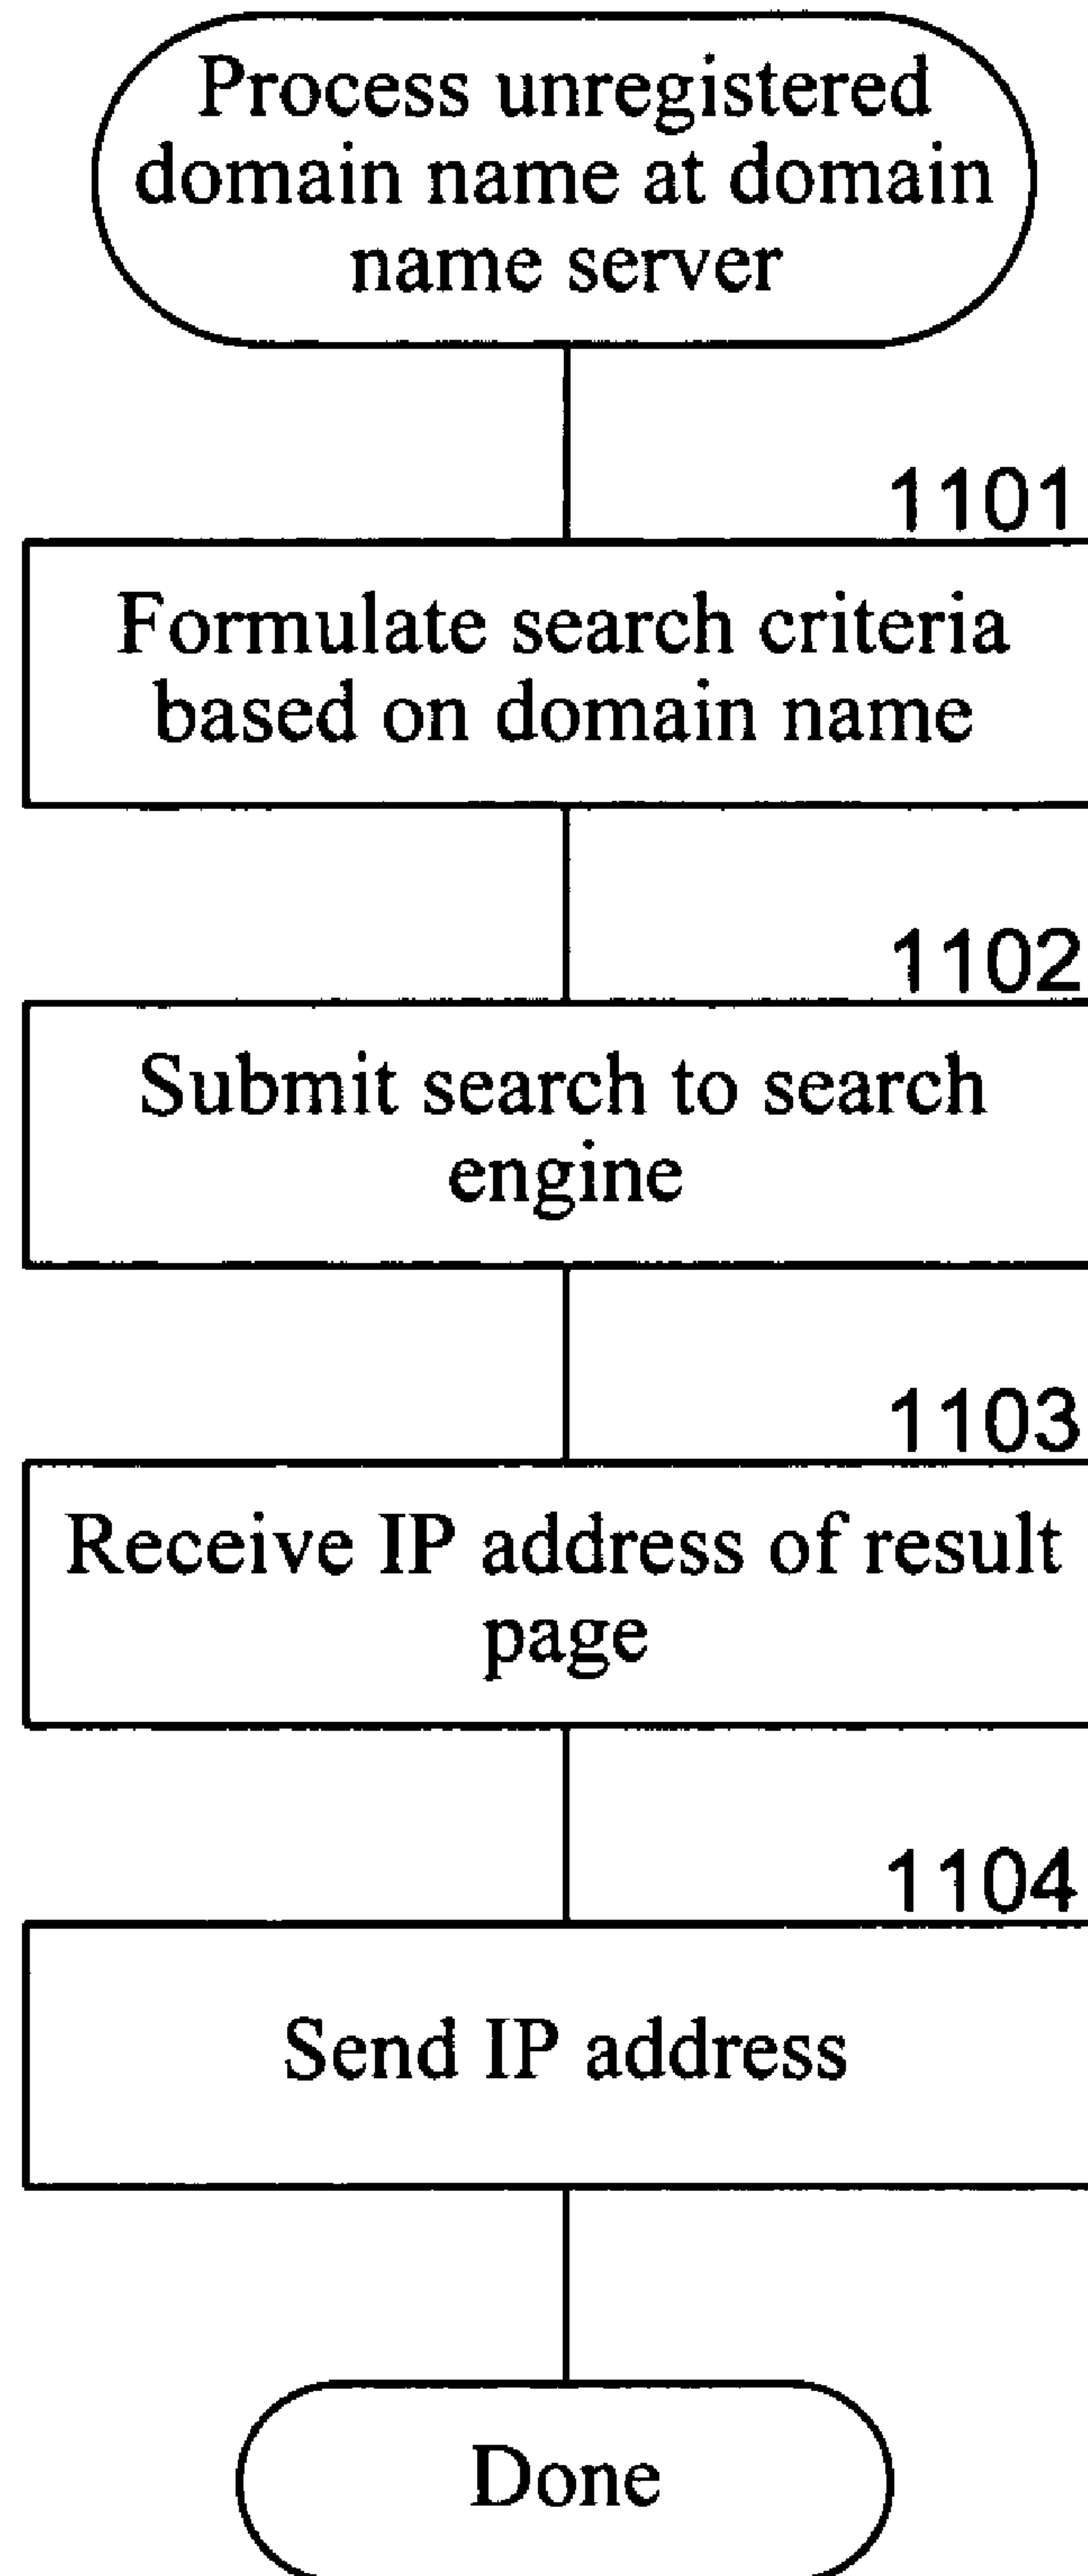 Process unregistered
domain name at domain
name server
1101
Formulate search criteria
based on domain name
1102
Submit search to search
engine
1103
Receive IP address of result
page
1104
Send IP address
Done